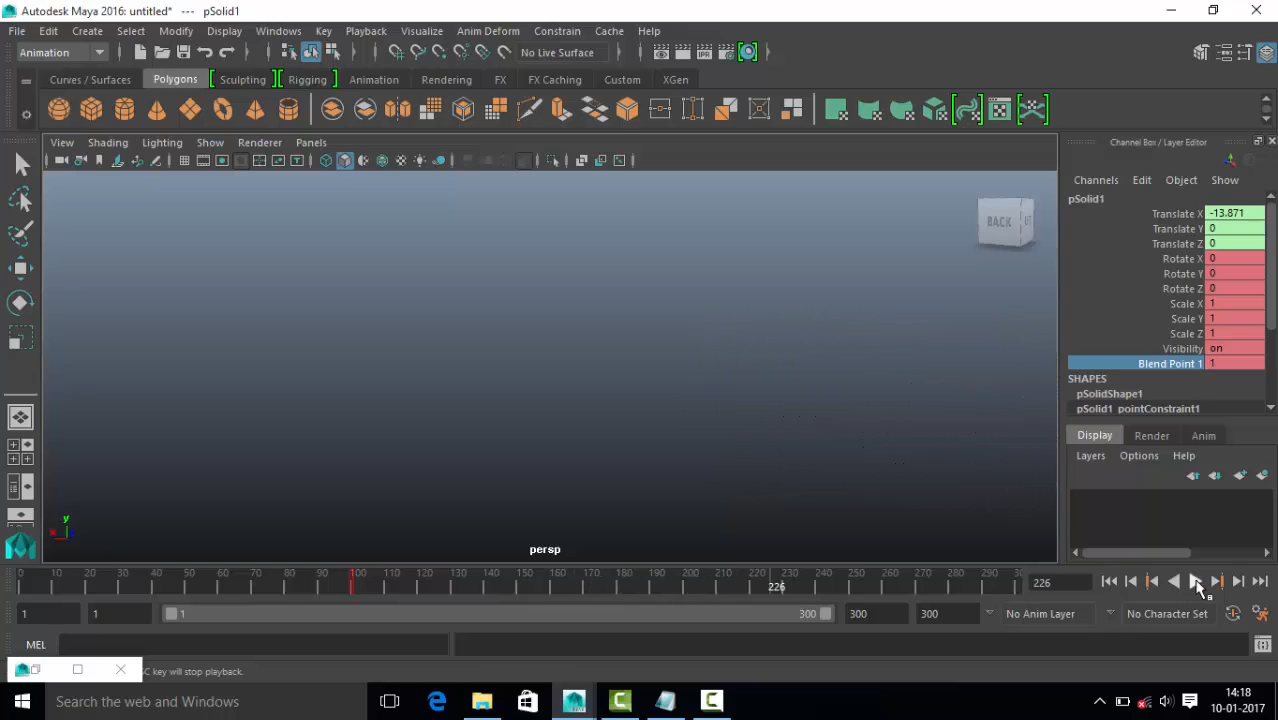 Autodesk Maya 2016: untitled* --- pSolid1
File Edit Create Select Modify Display Windows Key Playback Visualize Anim Deform Constrain Cache Help
Animation No Live Surface
Curves / Surfaces Polygons Sculpting Rigging Animation Rendering FX FX Caching Custom XGen
View Shading Lighting Show Renderer Panels
Channel Box / Layer Editor
Channels Edit Object Show
pSolid1
Translate X -13.871
Translate Y 0
Translate Z 0
Rotate X 0
Rotate Y 0
Rotate Z 0
Scale X 1
Scale Y 1
Scale Z 1
Visibility on
Blend Point 1 1
SHAPES
pSolidShape1
pSolid1_pointConstraint1
BACK
Display Render Anim
Layers Options Help
y
persp
0 10 20 30 40 50 60 70 80 90 100 110 120 130 140 150 160 170 180 190 200 210 220 230 240 250 260 270 280 290 300
226
226
1 1 1 300 300 300 No Anim Layer No Character Set
MEL
SC key will stop playback.
Search the web and Windows
14:18
10-01-2017